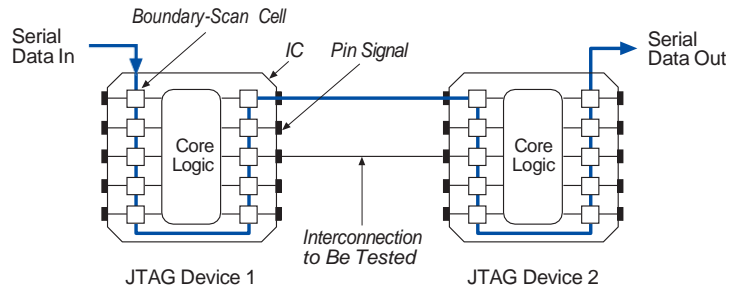 Boundary-Scan Cell
Serial
Data In
IC
Pin Signal
Serial
Data Out
Core
Logic
Core
Logic
Interconnection
to Be Tested
JTAG Device 1
JTAG Device 2